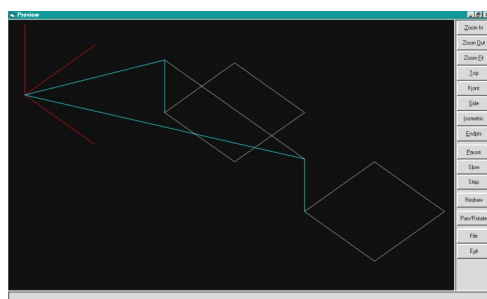 Preview
Zoom In
Zoom Out
Zoom Fit
Top
Front
Side
Isometric
Endpts
Pause
Slow
Step
Redraw
Pan/Rotate
File
Exit